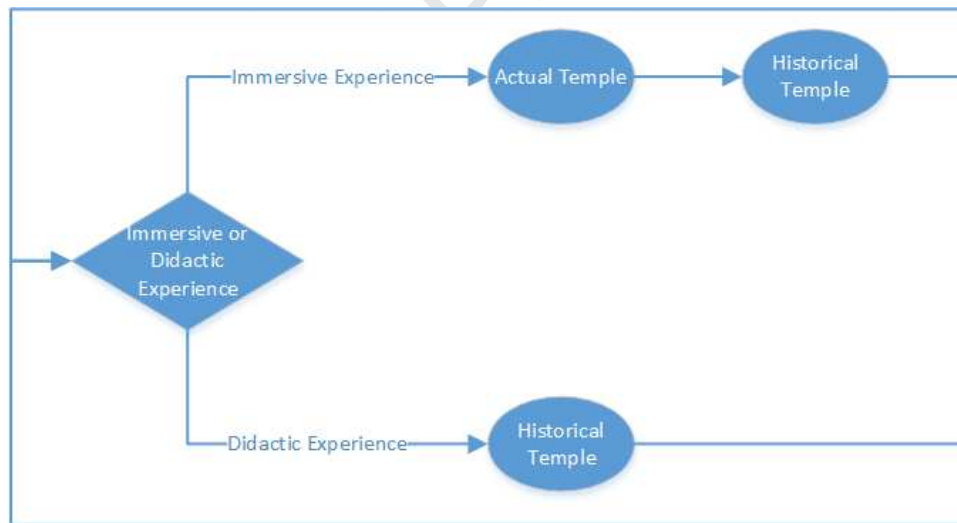 Immersive Experience
Actual Temple
Historical
Temple
Immersive or
Didactic
Experience
Didactic Experience
Historical
Temple